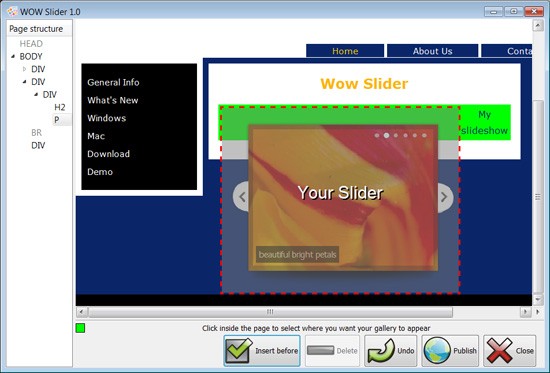 WOW Slider 1.0
Page structure
HEAD
BODY
DIV
DIV
DIV
H2
P
BR
DIV
Home
About Us
Conta
General Info
What's New
Windows
Mac
Download
Demo
Wow Slider
My
slideshow
Your Slider
beautiful bright petals
Click inside the page to select where you want your gallery to appear
Insert before
Delete
Undo
Publish
Close